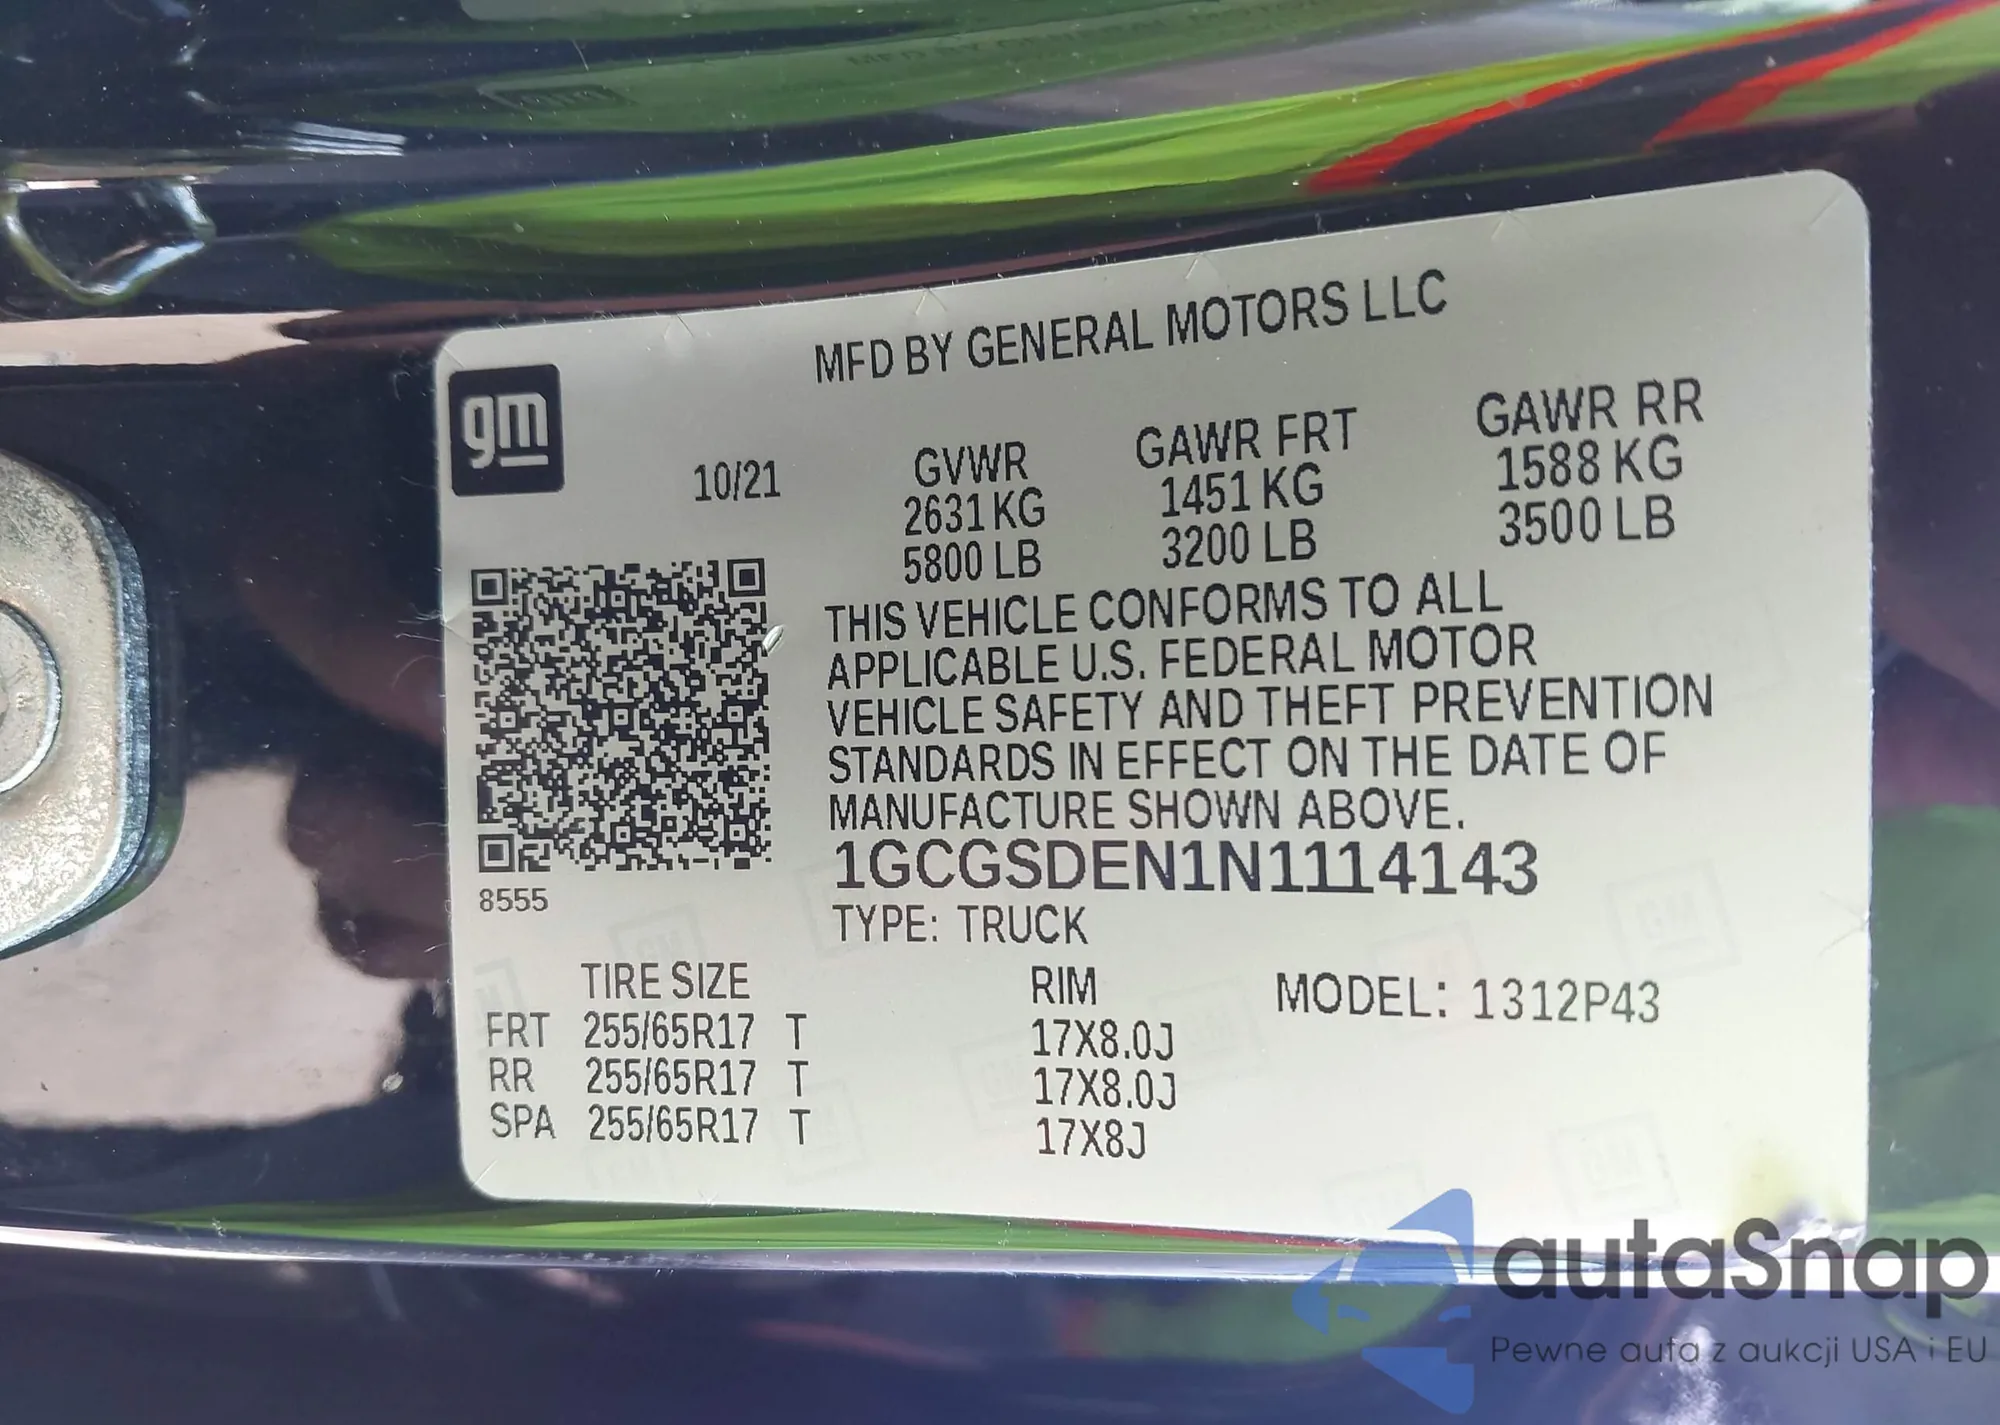 MFD BY GENERAL MOTORS LLC
gm
10/21
GVWR GAWR FRT GAWR RR
2631 KG 1451 KG 1588 KG
5800 LB 3200 LB 3500 LB
THIS VEHICLE CONFORMS TO ALL
APPLICABLE U.S. FEDERAL MOTOR
VEHICLE SAFETY AND THEFT PREVENTION
STANDARDS IN EFFECT ON THE DATE OF
MANUFACTURE SHOWN ABOVE.
1GCGSDEN1N1114143
8555
TYPE: TRUCK
TIRE SIZE RIM MODEL: 1312P43
FRT 255/65R17 T 17X8.0J
RR 255/65R17 T 17X8.0J
SPA 255/65R17 T 17X8J
autaSnap
Pewne auta z aukcji USA i EU